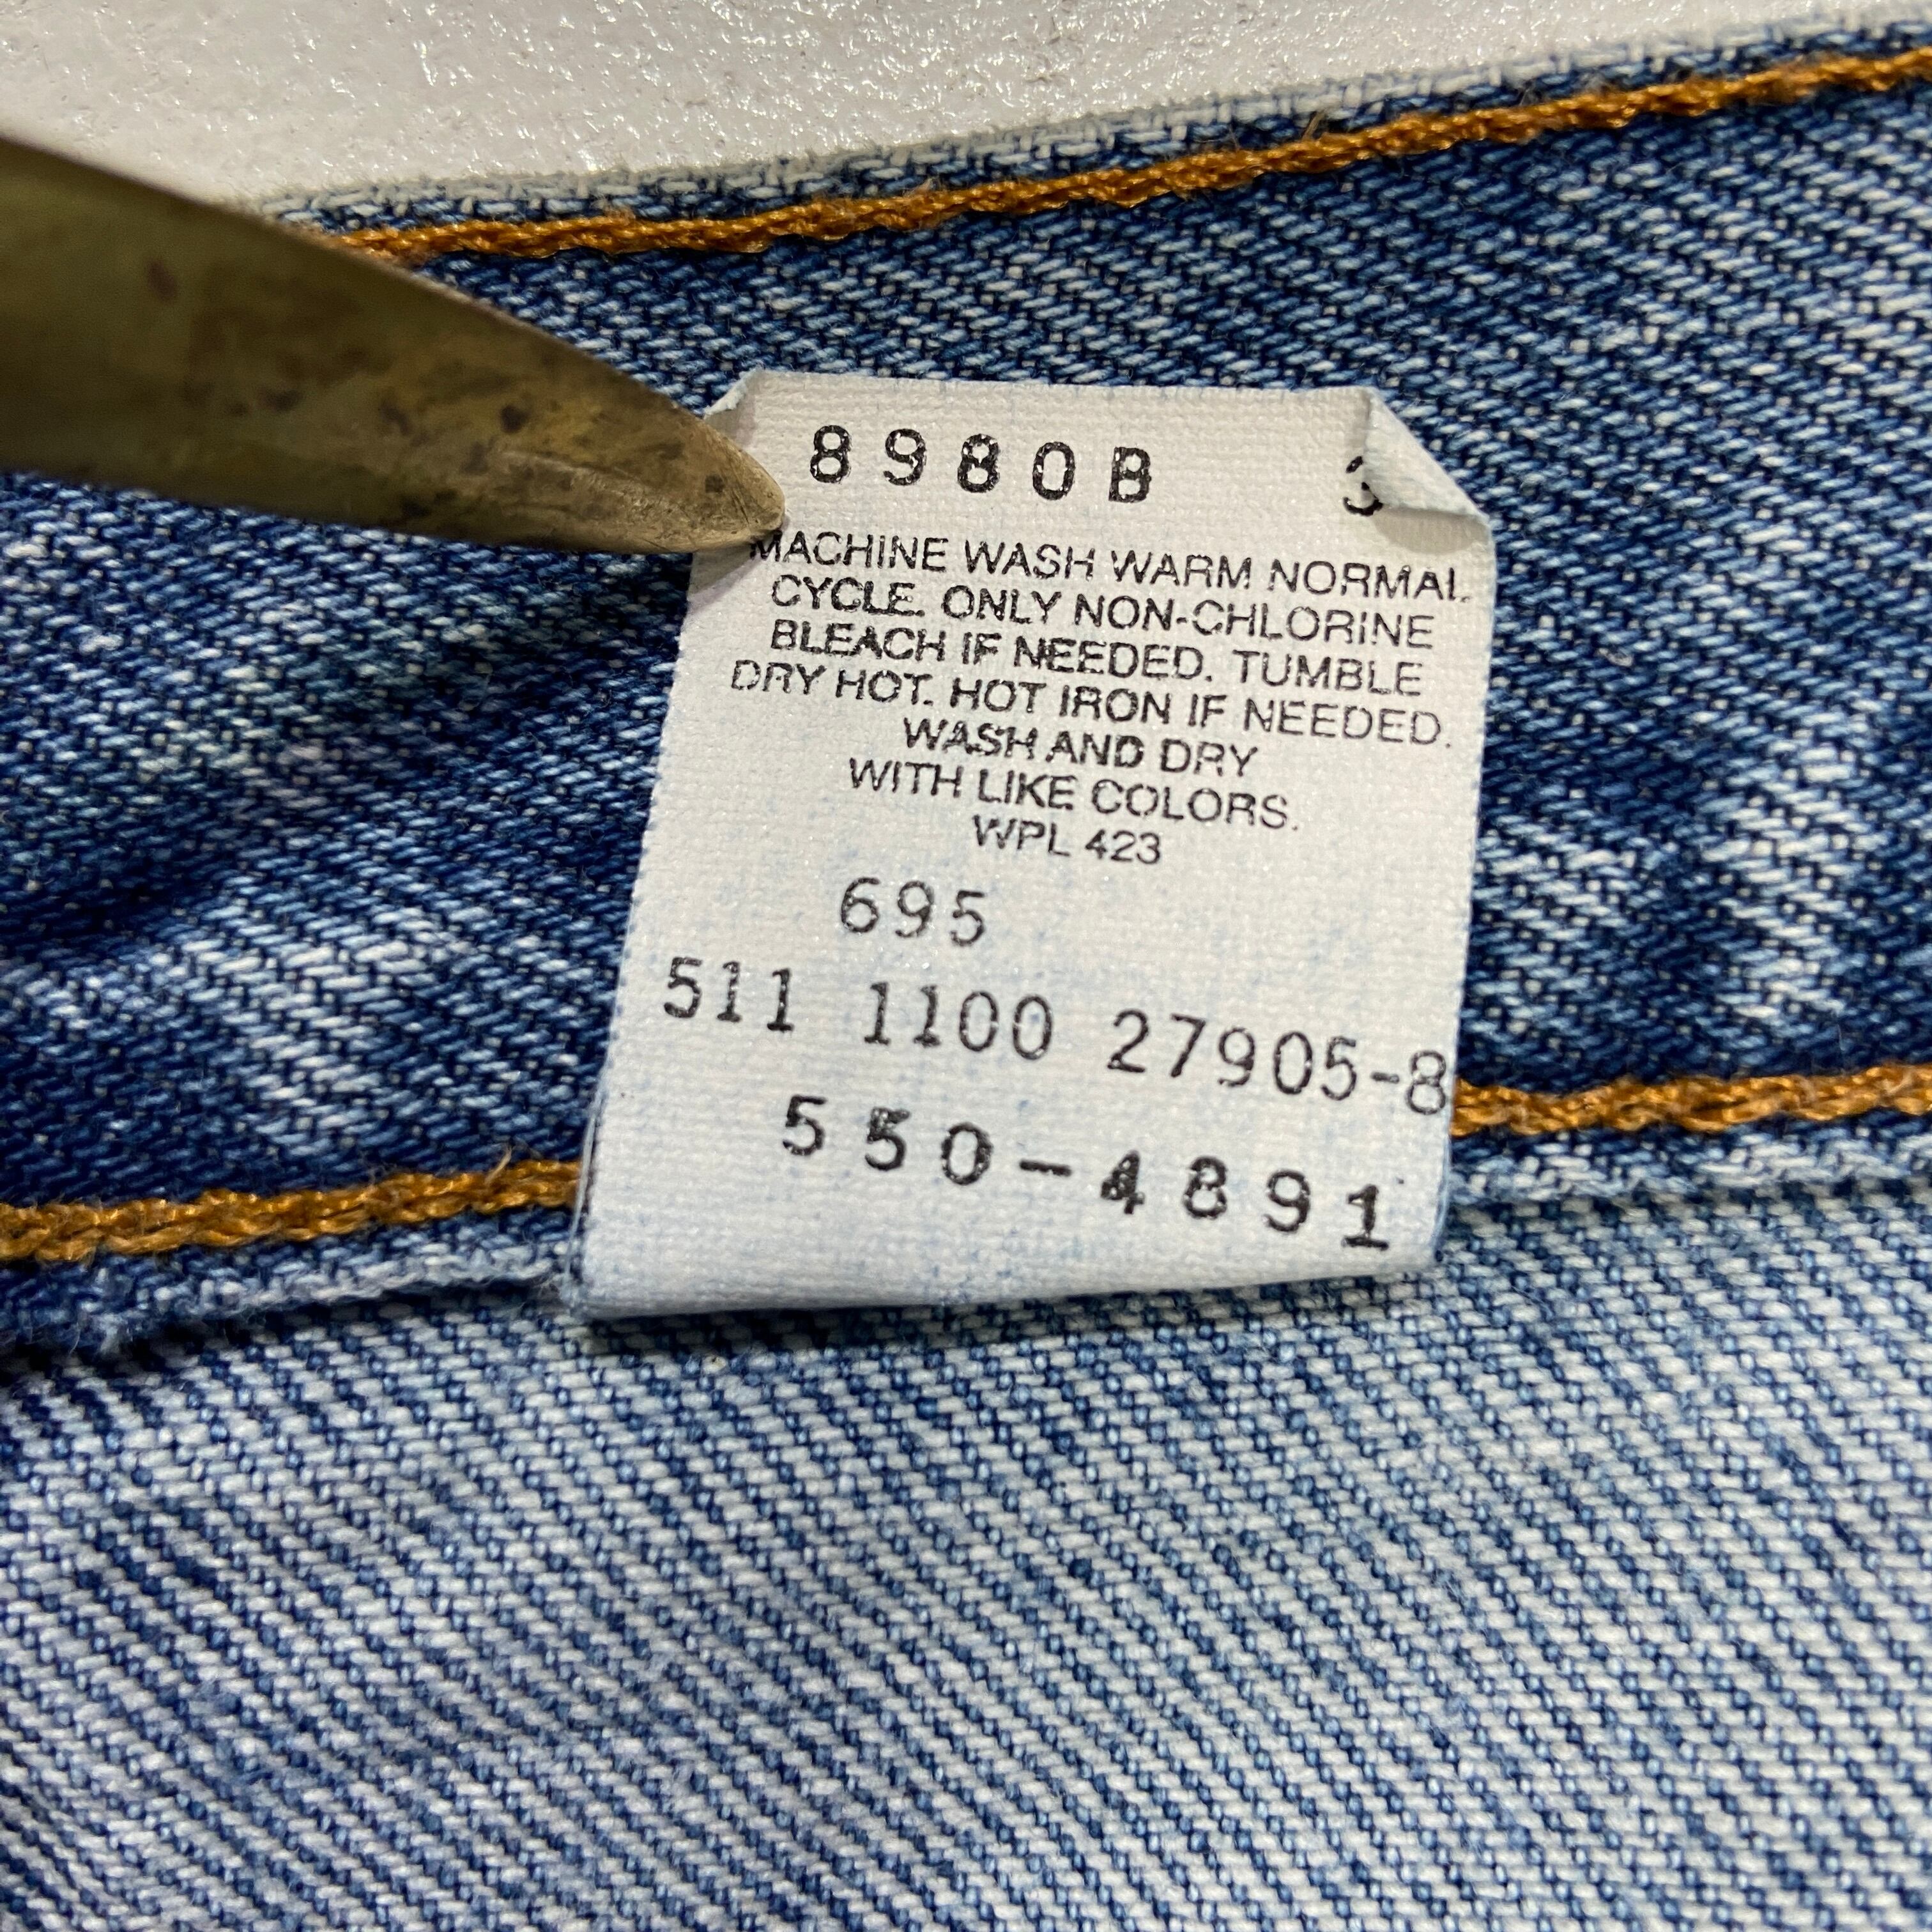 8980B 3
MACHINE WASH WARM NORMAL
CYCLE. ONLY NON-CHLORINE
BLEACH IF NEEDED. TUMBLE
DRY HOT. HOT IRON IF NEEDED.
WASH AND DRY
WITH LIKE COLORS.
WPL 423
695
511 1100 27905-8
550-4891